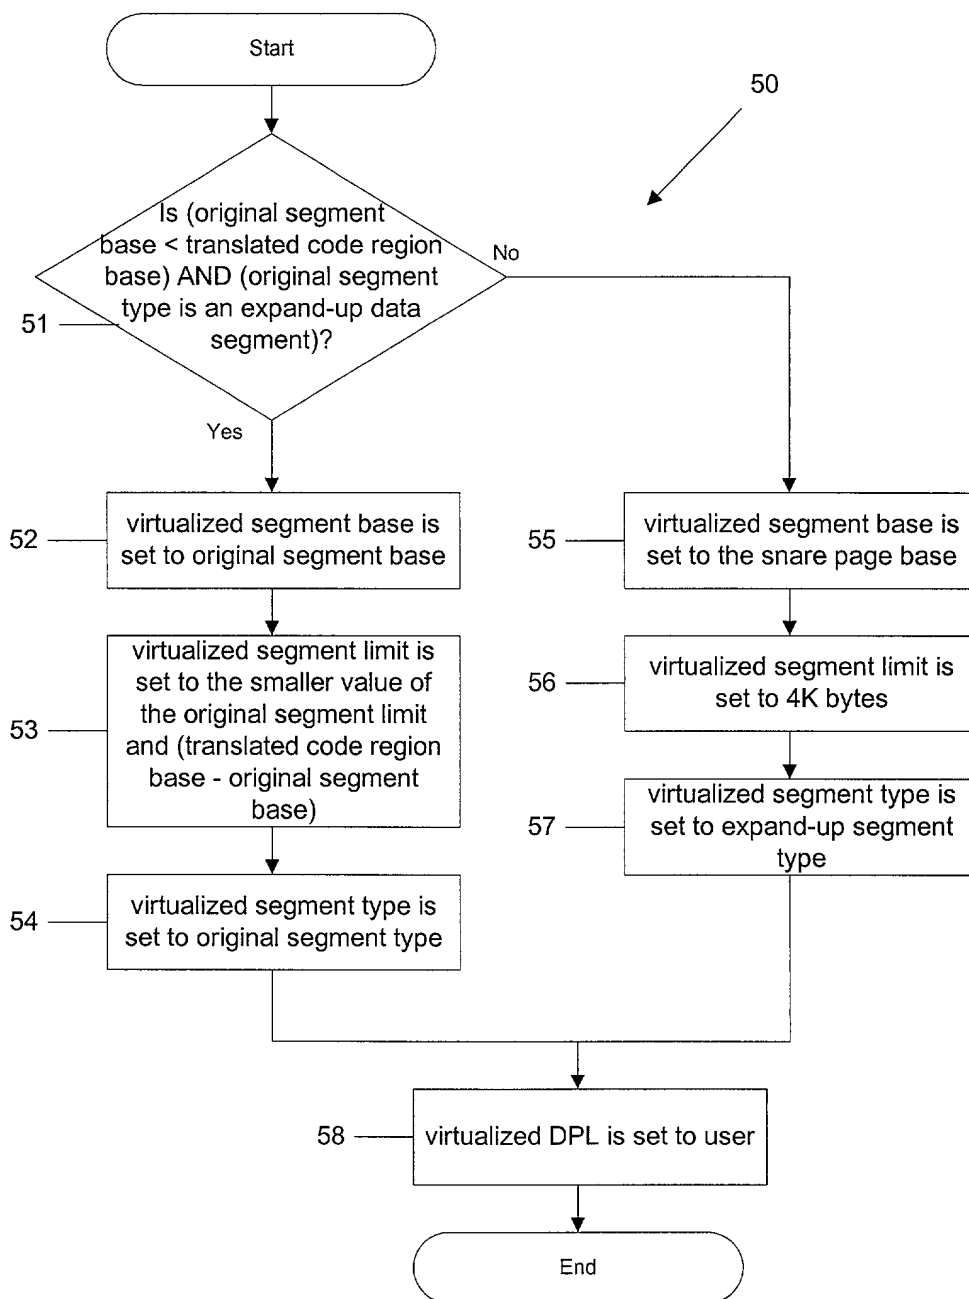 Start
50
Is (original segment
base < translated code region
base) AND (original segment
type is an expand-up data
segment)?
No
51
Yes
52
virtualized segment base is
set to original segment base
55
virtualized segment base is
set to the snare page base
53
virtualized segment limit is
set to the smaller value of
the original segment limit
and (translated code region
base - original segment
base)
56
virtualized segment limit is
set to 4K bytes
57
virtualized segment type is
set to expand-up segment
type
54
virtualized segment type is
set to original segment type
58
virtualized DPL is set to user
End